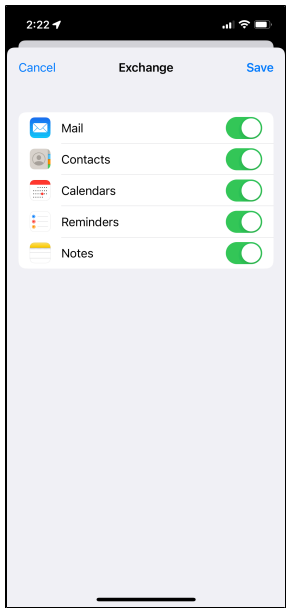 2:22
Cancel Exchange Save
Mail
Contacts
Calendars
Reminders
Notes